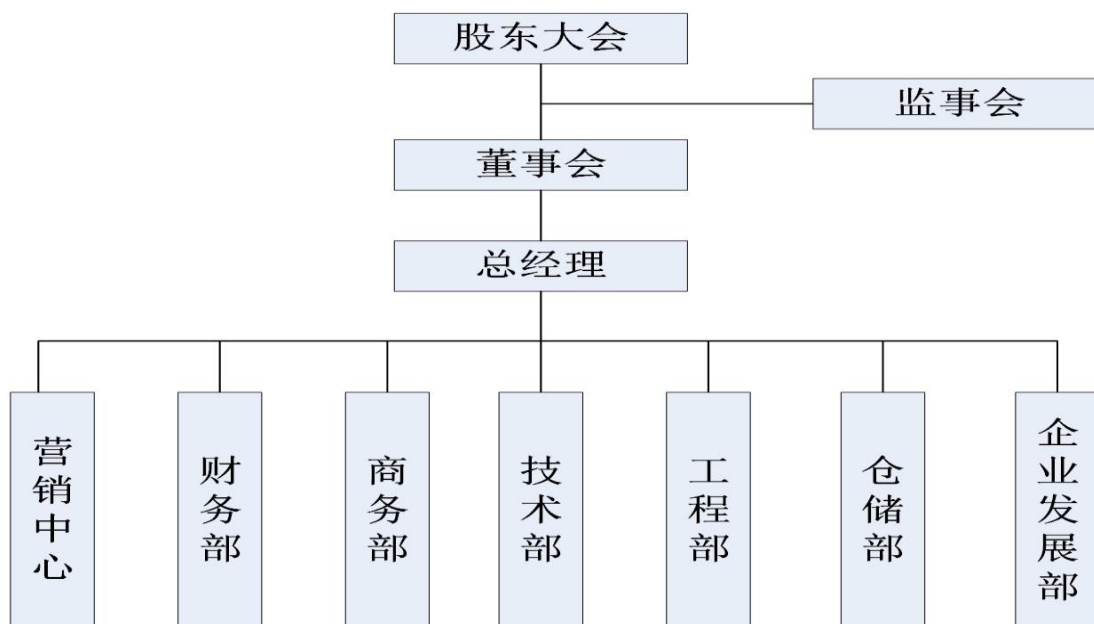 股东大会
监事会
董事会
总经理
营销中心
财务部
商务部
技术部
工程部
仓储部
企业发展部